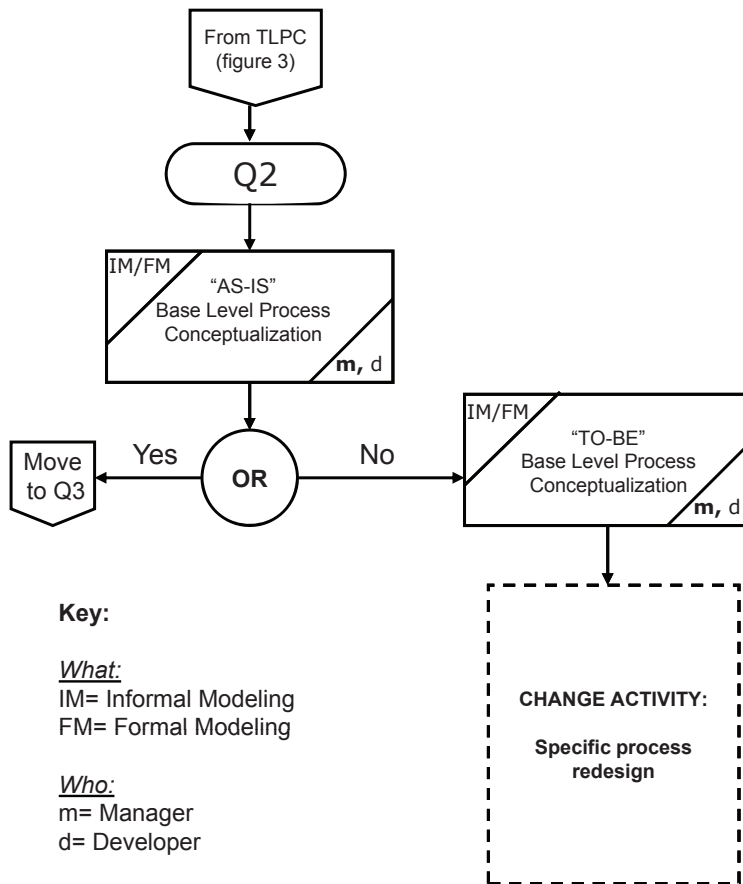 From TLPC
(figure 3)
Q2
IM/FM
“AS-IS”
Base Level Process
Conceptualization
m, d
Move
to Q3
Yes
OR
No
IM/FM
“TO-BE”
Base Level Process
Conceptualization
m, d
Key:
What:
IM= Informal Modeling
FM= Formal Modeling
Who:
m= Manager
d= Developer
CHANGE ACTIVITY:
Specific process
redesign